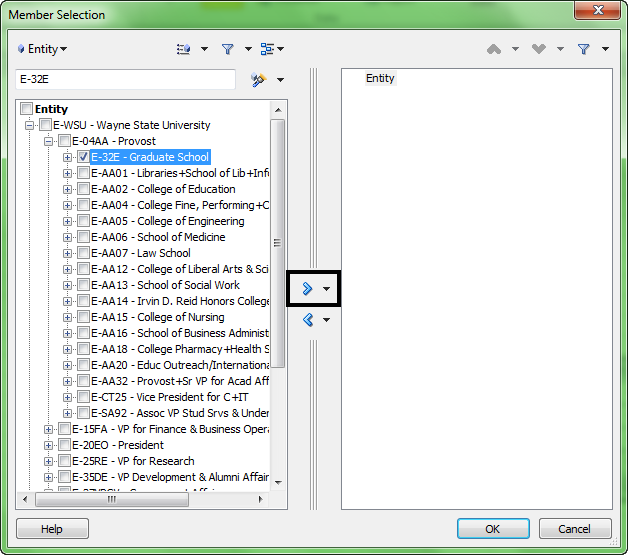 Member Selection
Entity
E-32E
Entity
Entity
E-WSU - Wayne State University
E-04AA - Provost
E-32E - Graduate School
E-AA01 - Libraries+School of Lib+Inf
E-AA02 - College of Education
E-AA04 - College Fine, Performing+C
E-AA05 - College of Engineering
E-AA06 - School of Medicine
E-AA07 - Law School
E-AA12 - College of Liberal Arts & Sci
E-AA13 - School of Social Work
E-AA14 - Irvin D. Reid Honors College
E-AA15 - College of Nursing
E-AA16 - School of Business Administ
E-AA18 - College Pharmacy+Health S
E-AA20 - Educ Outreach/Internationa
E-AA32 - Provost+Sr VP for Acad Aff
E-CT25 - Vice President for C+IT
E-SA92 - Assoc VP Stud Srvs & Under
E-15FA - VP for Finance & Business Opera
E-20EO - President
E-25RE - VP for Research
E-35DE - VP Development & Alumni Affair
Help
OK
Cancel